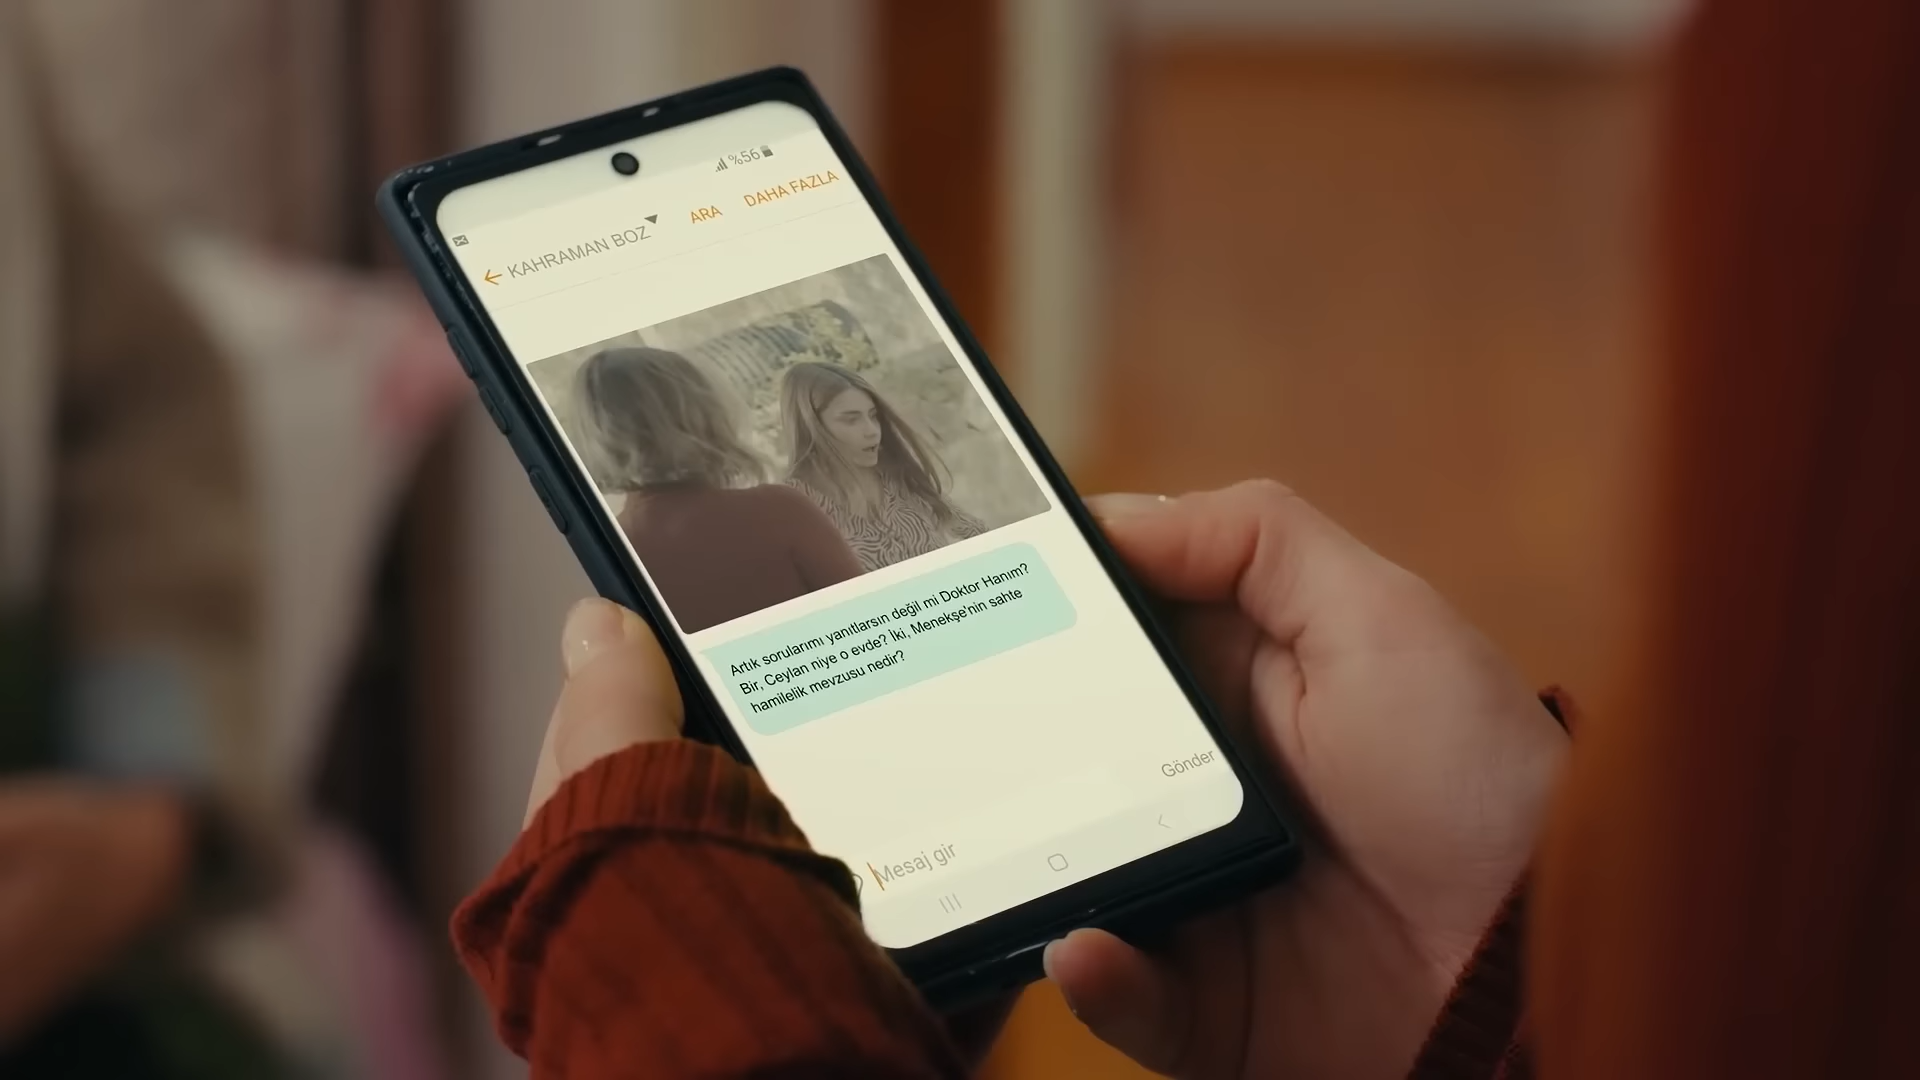 %56
KAHRAMAN BOZ
ARA
DAHA FAZLA
Artık sorularımı yanıtlarsın değil mi Doktor Hanım?
Bir, Ceylan niye o evde? İki, Menekşe'nin sahte
hamilelik mevzusu nedir?
Gönder
Mesaj gir